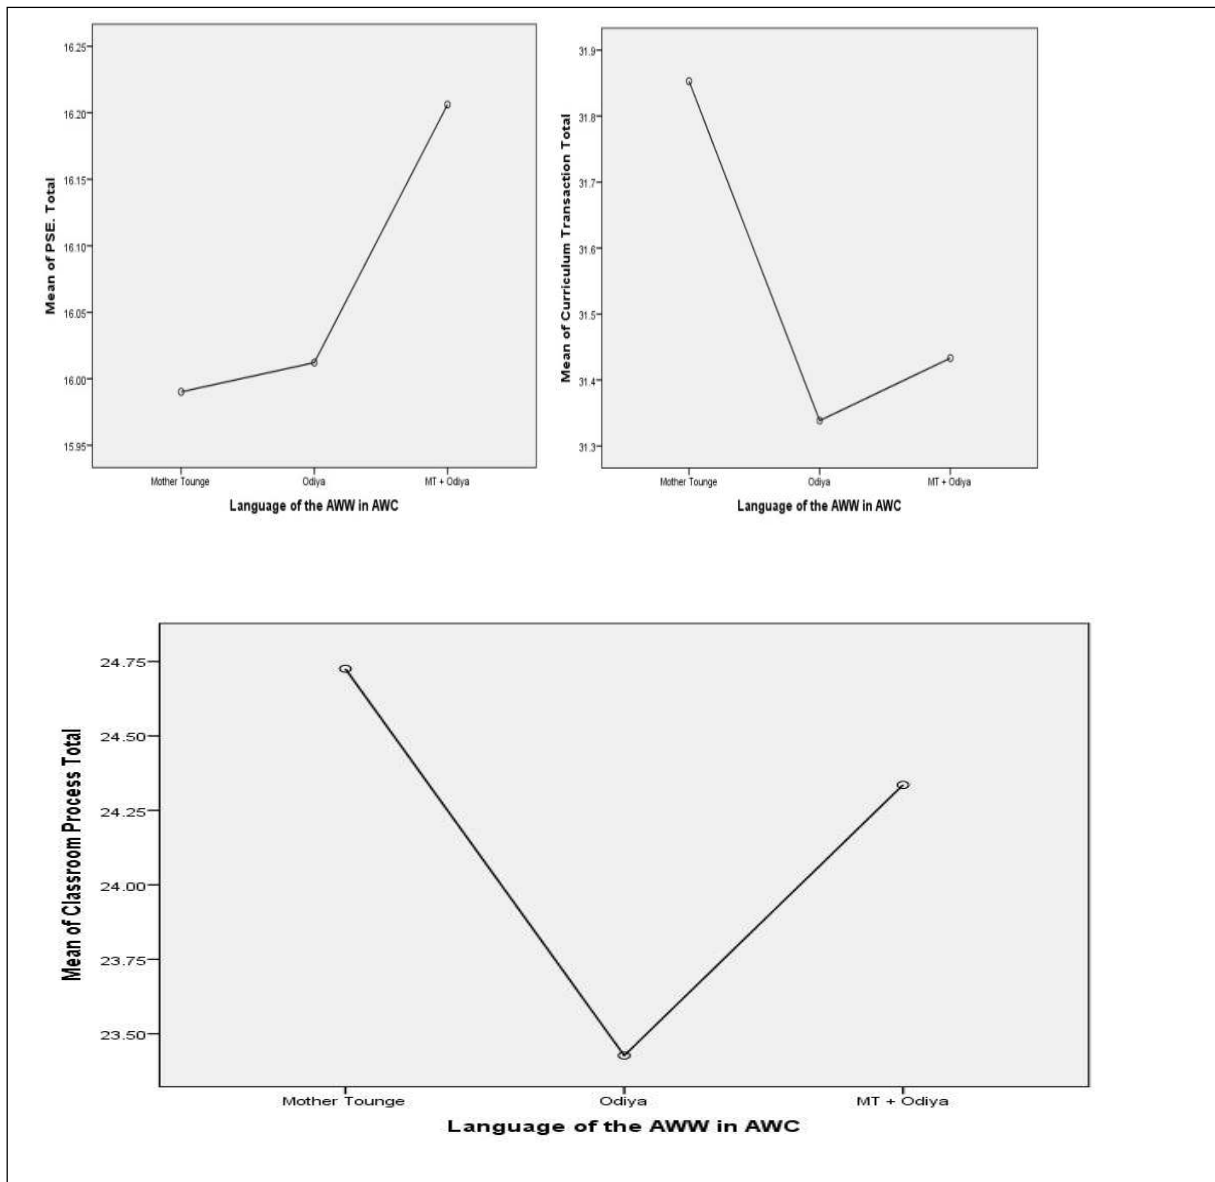 Mean of PSE. Total
16.25
16.20
16.15
16.10
16.05
16.00
15.95
Mother Tounge Odiya MT + Odiya
Language of the AWW in AWC
Mean of Curriculum Transaction Total
31.9
31.8
31.7
31.6
31.5
31.4
31.3
Mother Tounge Odiya MT + Odiya
Language of the AWW in AWC
Mean of Classroom Process Total
24.75
24.50
24.25
24.00
23.75
23.50
Mother Tounge Odiya MT + Odiya
Language of the AWW in AWC